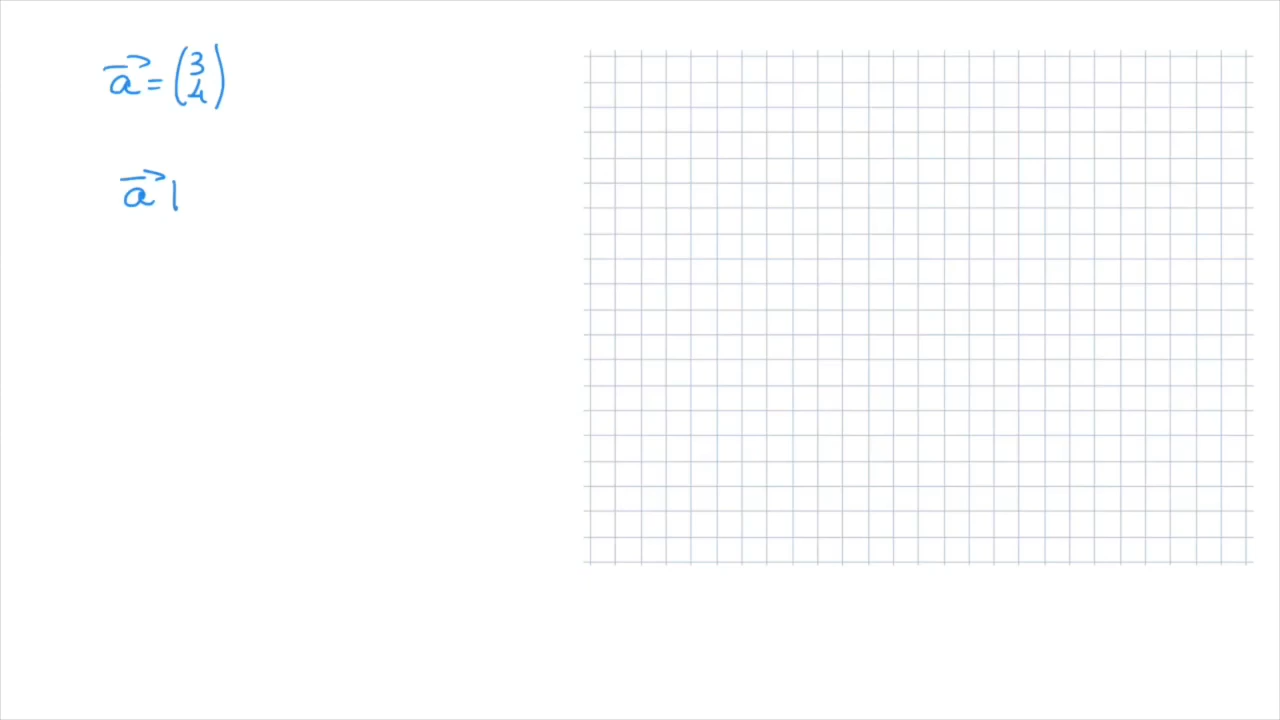 a⃗ = (3 4)
a⃗ |